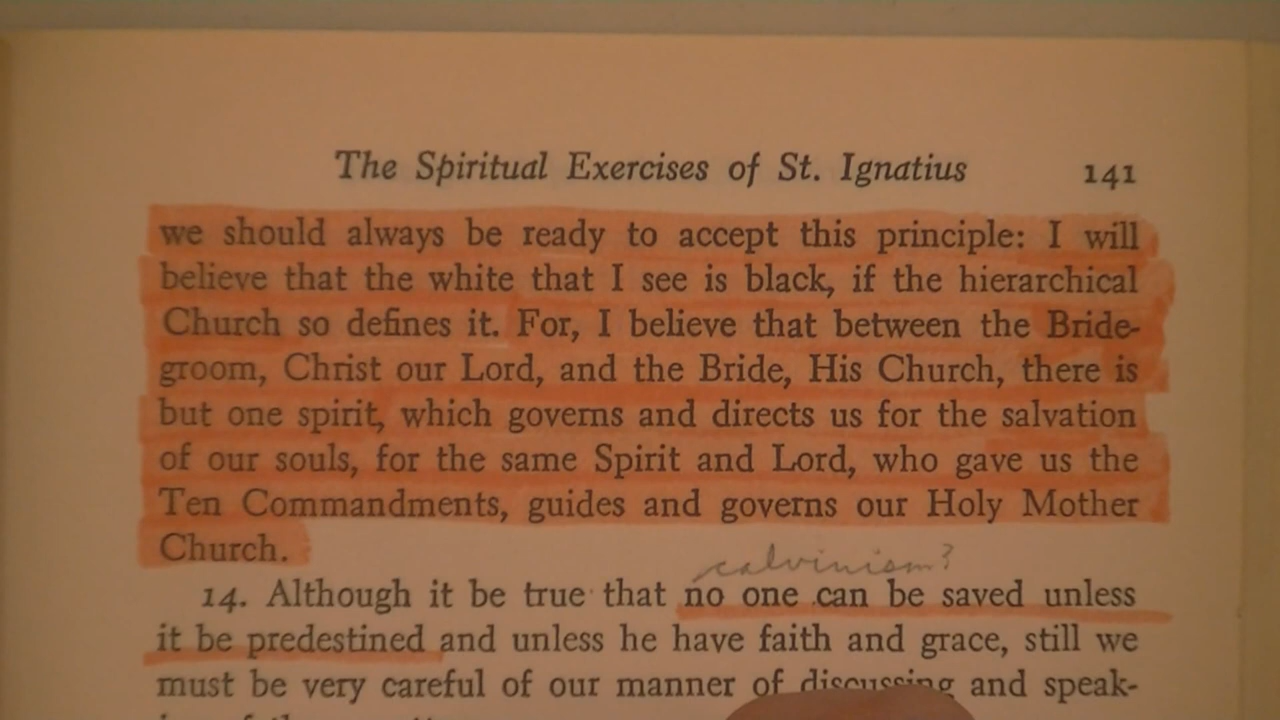 The Spiritual Exercises of St. Ignatius 141
we should always be ready to accept this principle: I will
believe that the white that I see is black, if the hierarchical
Church so defines it. For, I believe that between the Bride-
groom, Christ our Lord, and the Bride, His Church, there is
but one spirit, which governs and directs us for the salvation
of our souls, for the same Spirit and Lord, who gave us the
Ten Commandments, guides and governs our Holy Mother
Church.
calvinism?
14. Although it be true that no one can be saved unless
it be predestined and unless he have faith and grace, still we
must be very careful of our manner of discussing and speak-